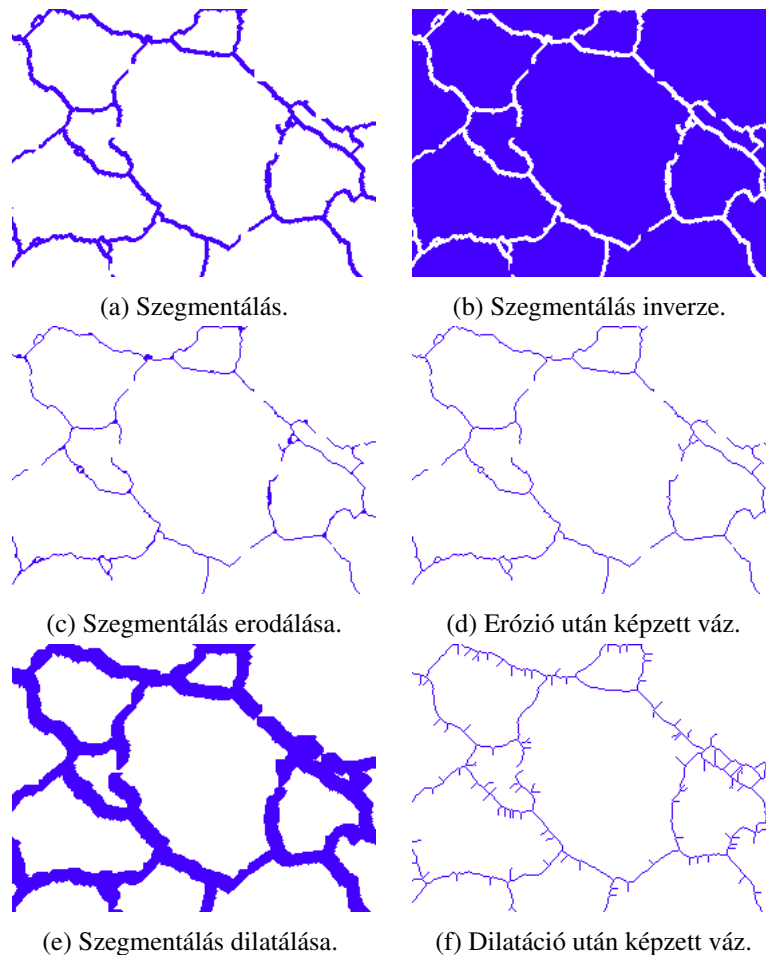 (a) Szegmentálás.
(b) Szegmentálás inverze.
(c) Szegmentálás erodálása.
(d) Erózió után képzett váz.
(e) Szegmentálás dilatálása.
(f) Dilatáció után képzett váz.